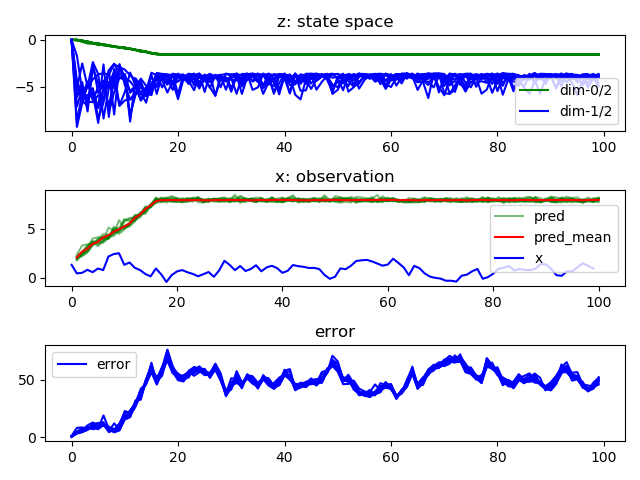 z: state space
0
−5
dim-0/2
dim-1/2
0 20 40 60 80 100
x: observation
5
0
pred
pred_mean
x
0 20 40 60 80 100
error
50
0
error
0 20 40 60 80 100